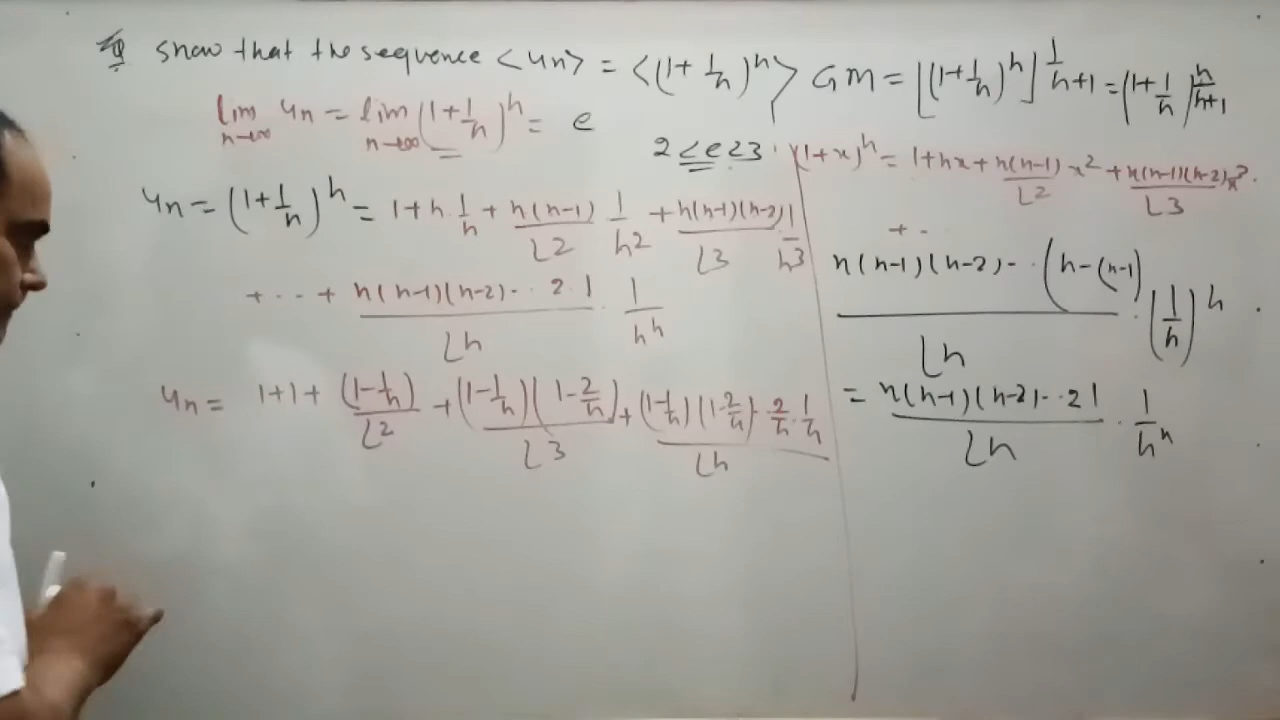 Q show that the sequence <un> = <(1+1/n)^n> GM = [(1+1/n)^n]^1/n+1 = (1+1/n)^n/n+1
lim n→∞ un = lim n→∞ (1+1/n)^n = e
2 ≤ e < 3
(1+x)^n = 1+nx+ n(n-1)/L2 x^2 + n(n-1)(n-2)/L3 x^3
+ ..
un = (1+1/n)^n = 1+n.1/n + n(n-1)/L2 1/n2 + n(n-1)(n-2)/L3 1/n3
+ ... + n(n-1)(n-2)-..2.1/Ln . 1/n^n
un = 1+1+ (1-1/n)/L2 + (1-1/n)(1-2/n)/L3 + (1-1/n)(1-2/n).2/n.1/n/Ln
n(n-1)(n-2)-..(n-(n-1)/Ln . (1/n)^n
= n(n-1)(n-2)-..21/Ln . 1/n^n